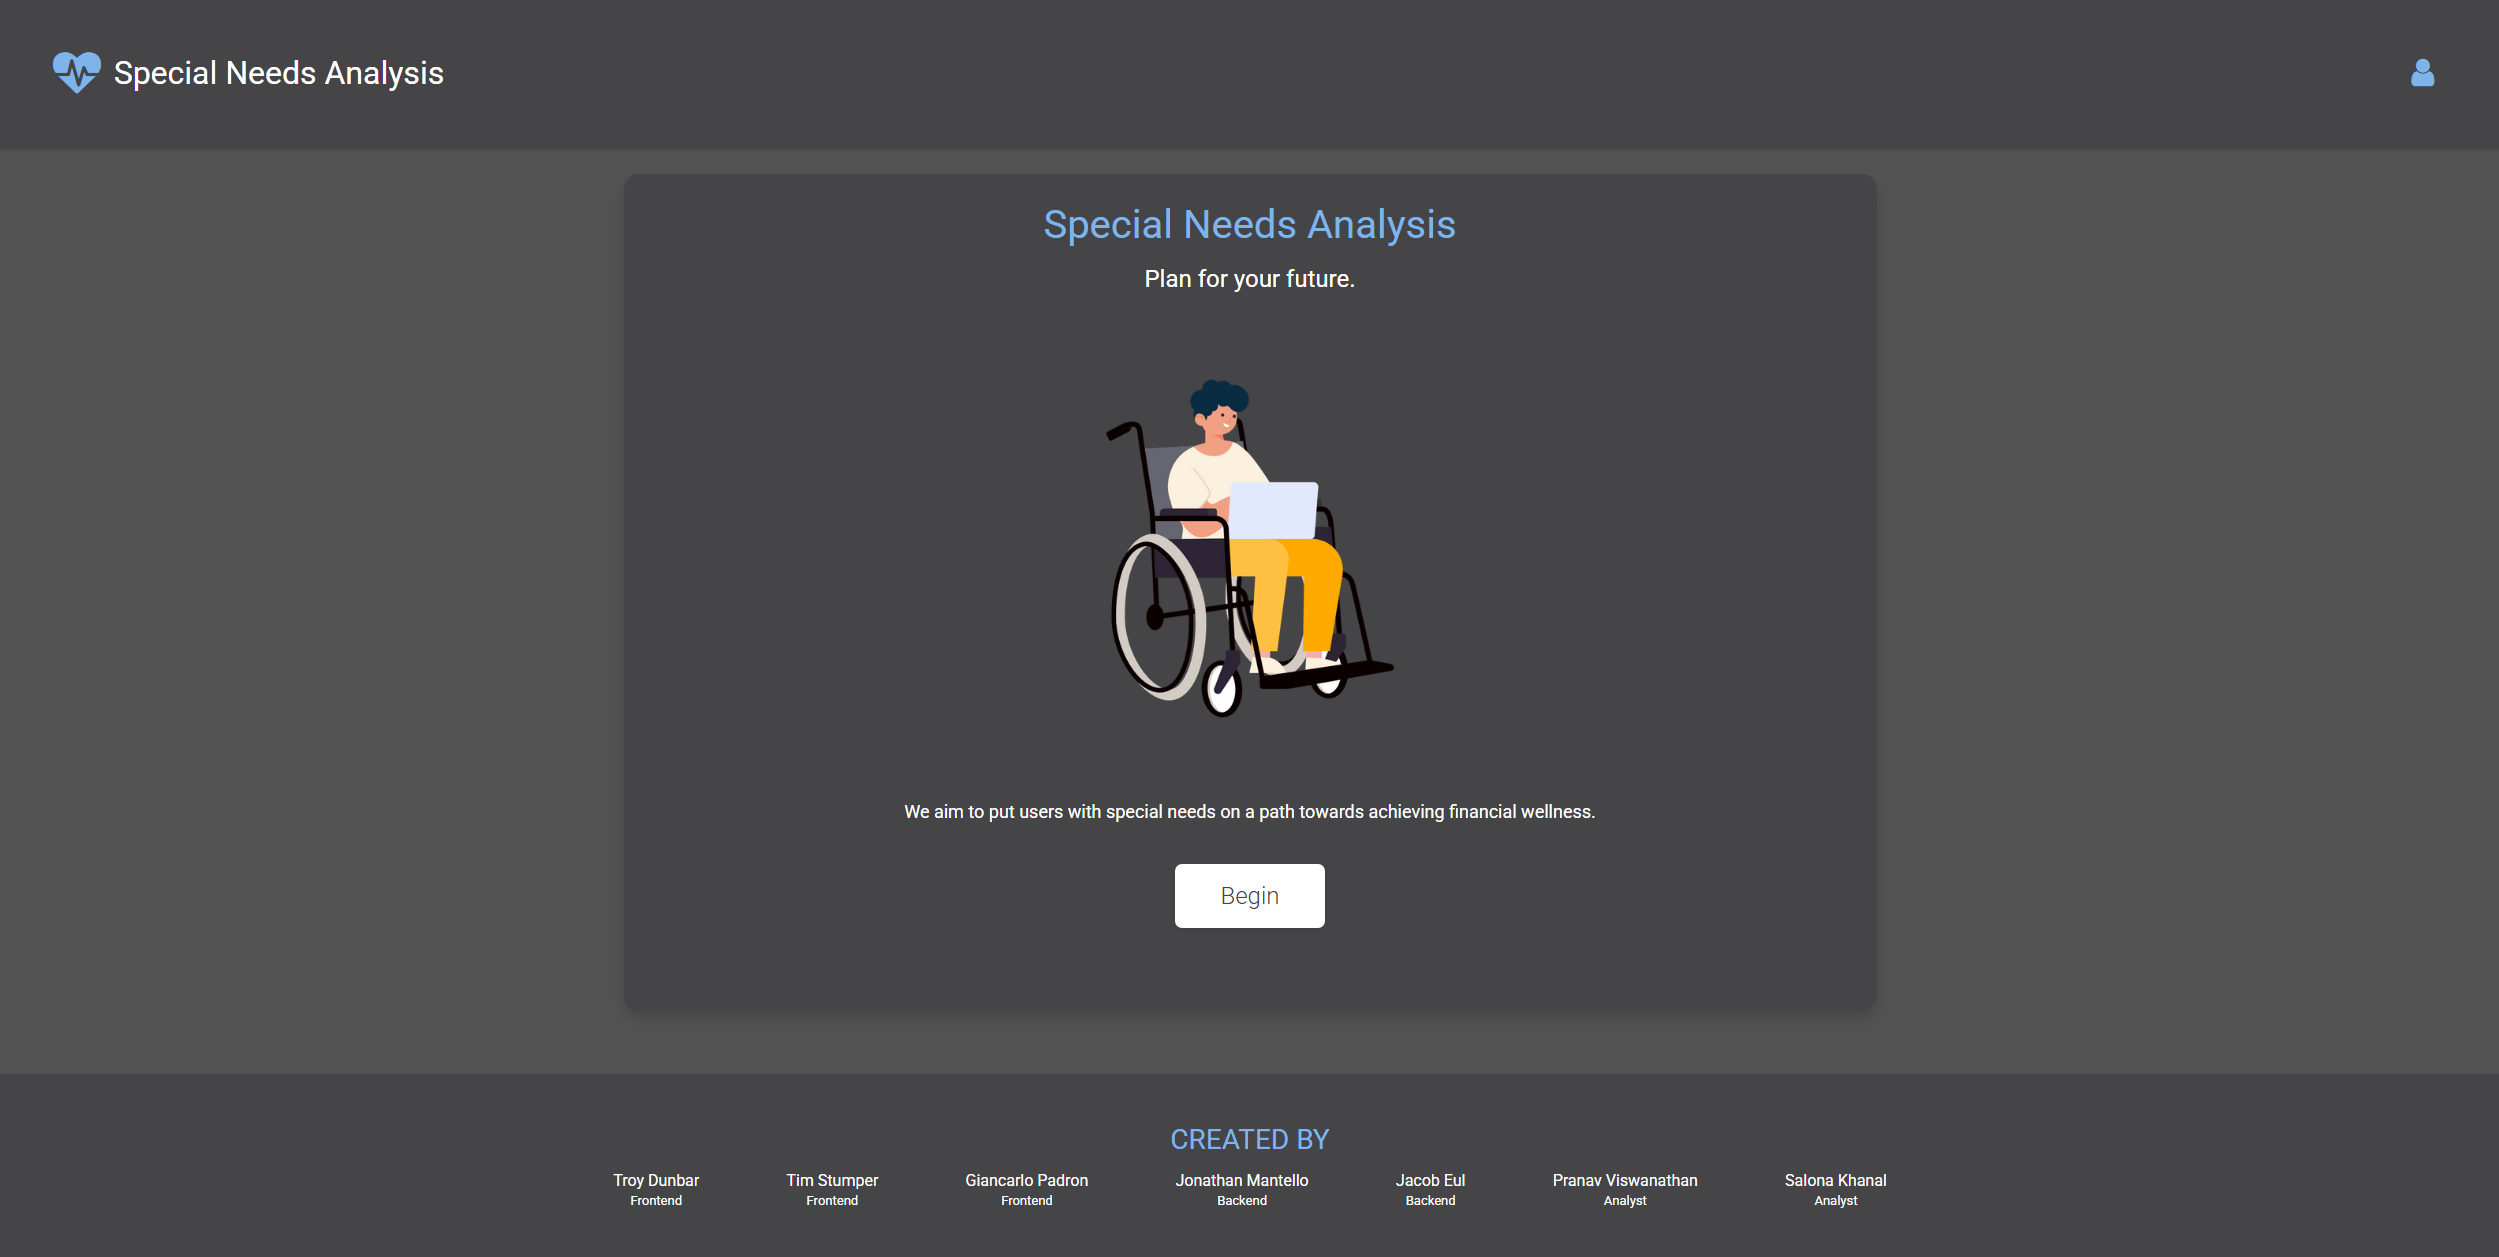 Special Needs Analysis
Special Needs Analysis
Plan for your future.
We aim to put users with special needs on a path towards achieving financial wellness.
Begin
CREATED BY
Troy Dunbar
Frontend
Tim Stumper
Frontend
Giancarlo Padron
Frontend
Jonathan Mantello
Backend
Jacob Eul
Backend
Pranav Viswanathan
Analyst
Salona Khanal
Analyst